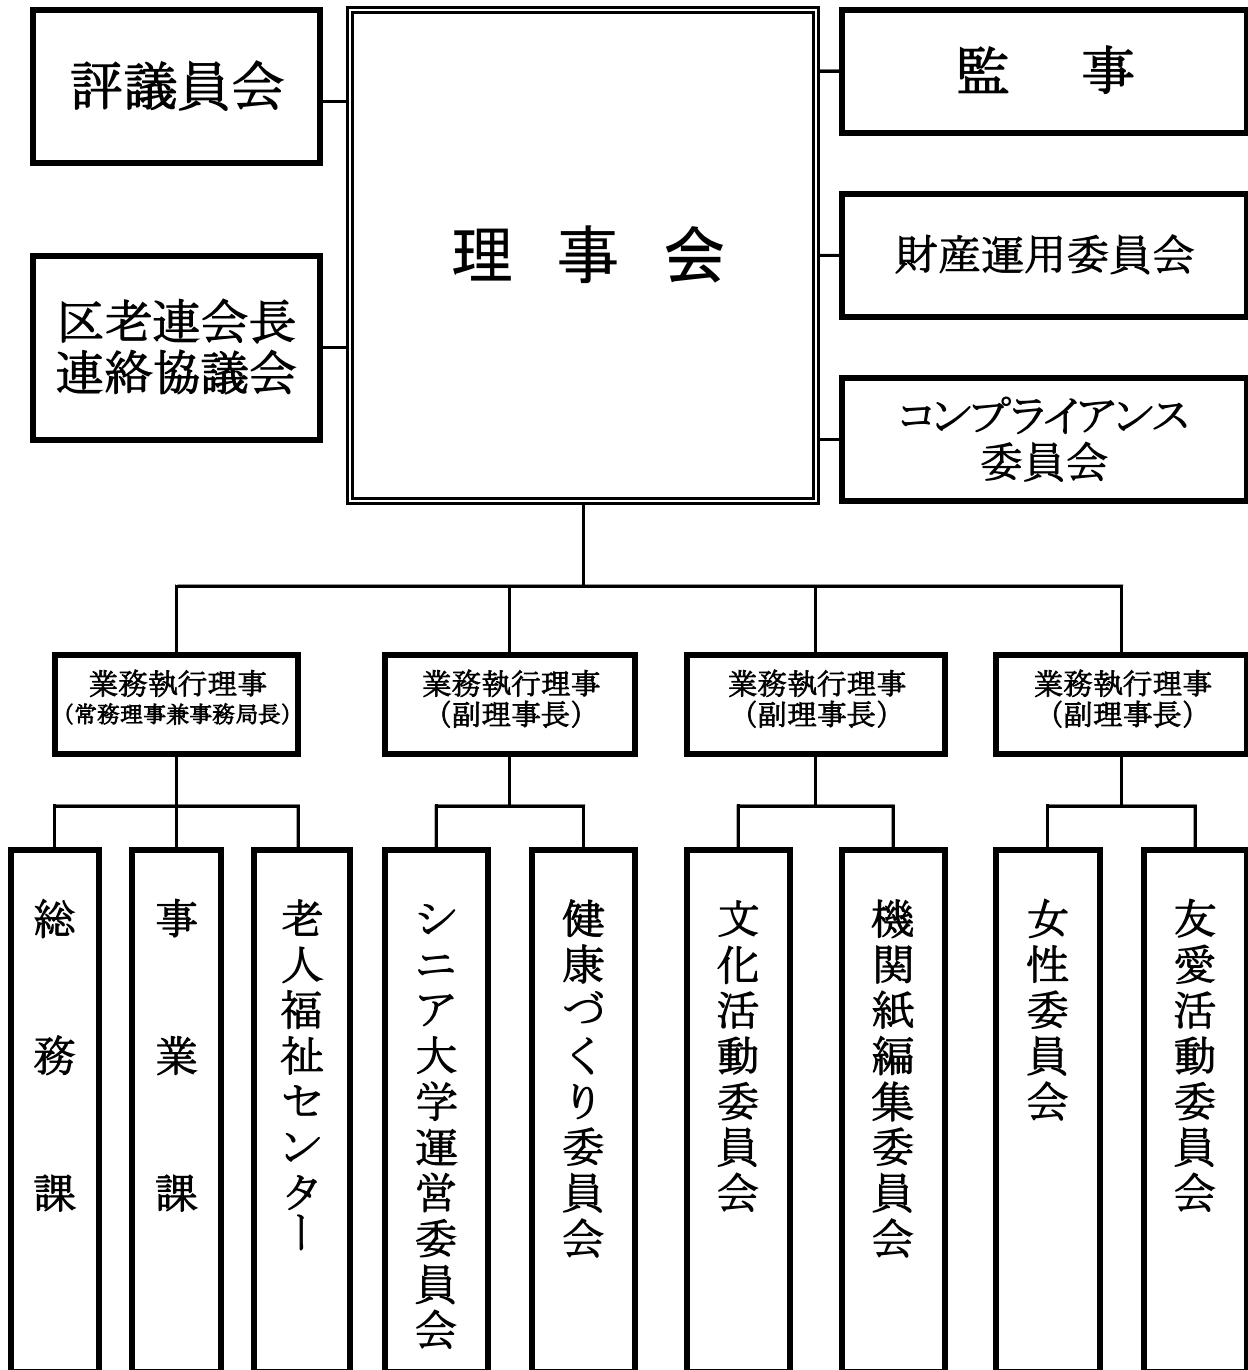 評議員会
理事会
監事
財産運用委員会
区老連会長
連絡協議会
コンプライアンス
委員会
業務執行理事
(常務理事兼事務局長)
業務執行理事
(副理事長)
業務執行理事
(副理事長)
業務執行理事
(副理事長)
総務課
事業課
老人福祉センター
シニア大学運営委員会
健康づくり委員会
文化活動委員会
機関紙編集委員会
女性委員会
友愛活動委員会